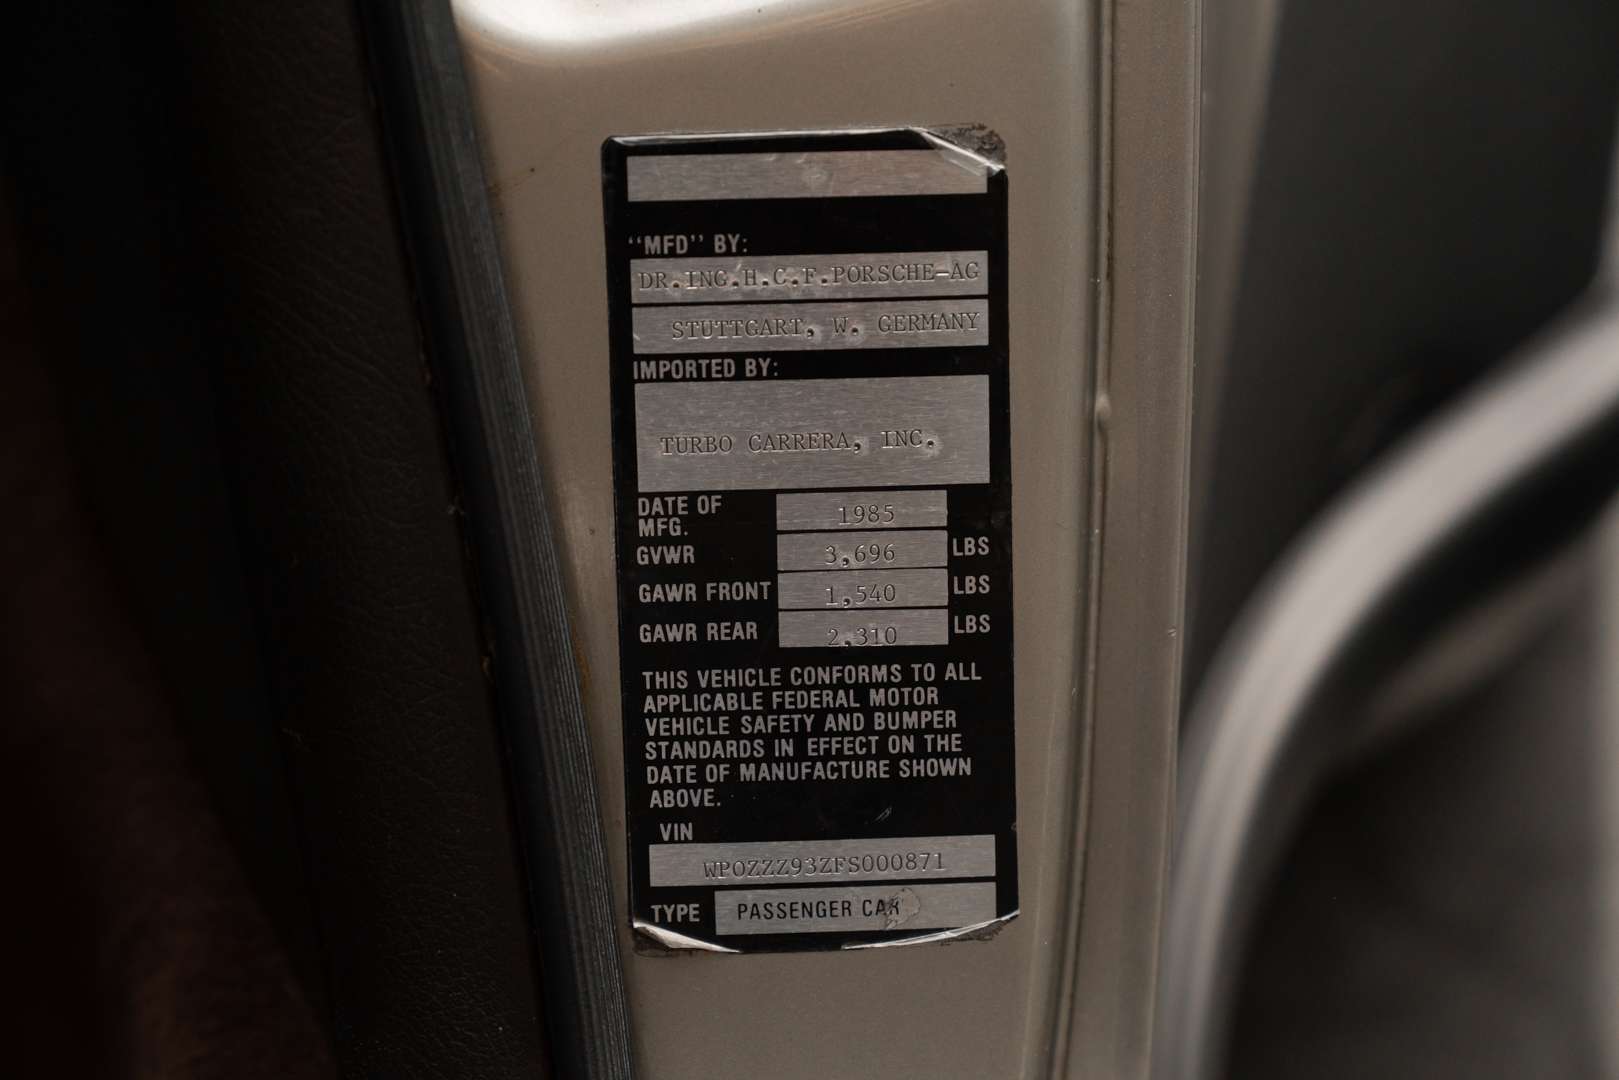 "MFD" BY:
DR.ING.H.C.F.PORSCHE-AG
STUTTGART, W. GERMANY
IMPORTED BY:
TURBO CARRERA, INC.
DATE OF MFG. 1985
GVWR 3,696 LBS
GAWR FRONT 1,540 LBS
GAWR REAR 2,310 LBS
THIS VEHICLE CONFORMS TO ALL
APPLICABLE FEDERAL MOTOR
VEHICLE SAFETY AND BUMPER
STANDARDS IN EFFECT ON THE
DATE OF MANUFACTURE SHOWN
ABOVE.
VIN
WPOZZZ93ZFS000871
TYPE PASSENGER CAR